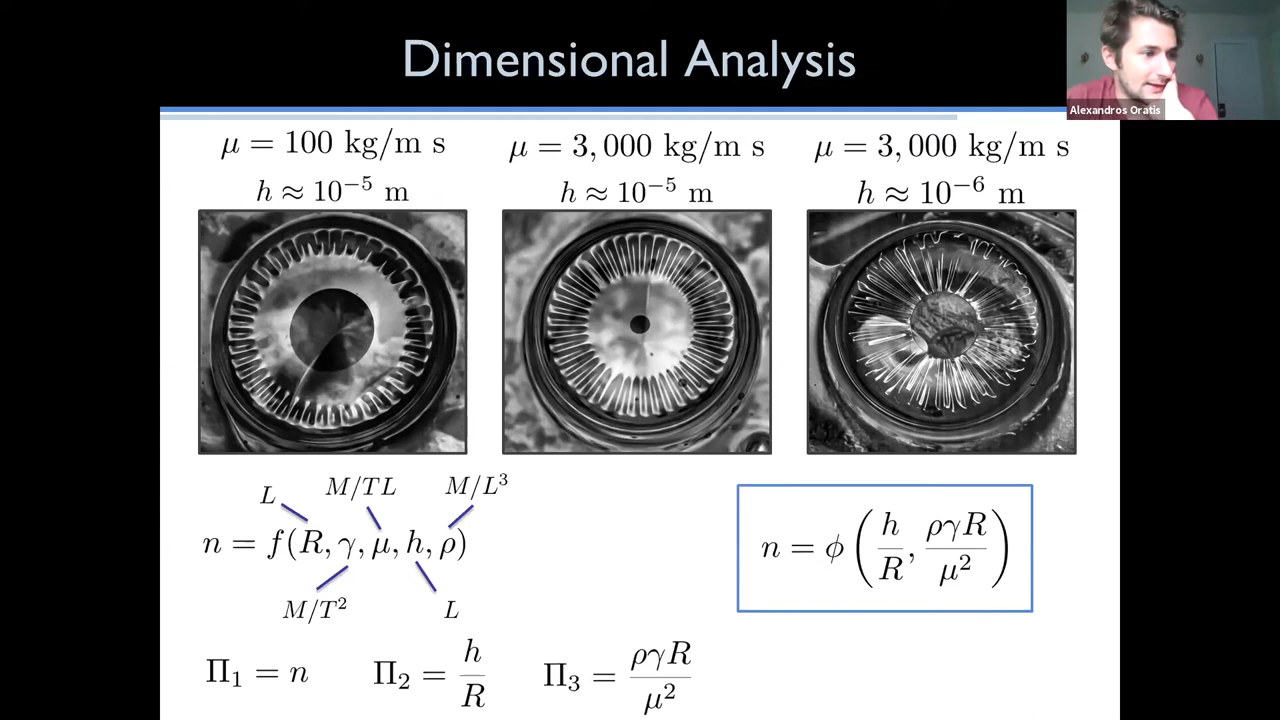 Dimensional Analysis
Alexandros Oratis
μ = 100 kg/m s
h ≈ 10⁻⁵ m
μ = 3,000 kg/m s
h ≈ 10⁻⁵ m
μ = 3,000 kg/m s
h ≈ 10⁻⁶ m
L M/TL M/L³
n = f(R, γ, μ, h, ρ)
M/T² L
n = ϕ(h/R, ργR/μ²)
Π₁ = n Π₂ = h/R Π₃ = ργR/μ²